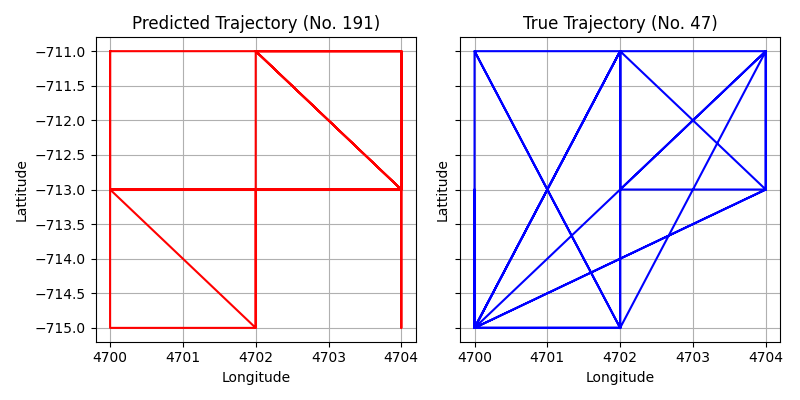 Predicted Trajectory (No. 191)
True Trajectory (No. 47)
Lattitude
−711.0
−711.5
−712.0
−712.5
−713.0
−713.5
−714.0
−714.5
−715.0
4700 4701 4702 4703 4704
Longitude
Lattitude
4700 4701 4702 4703 4704
Longitude